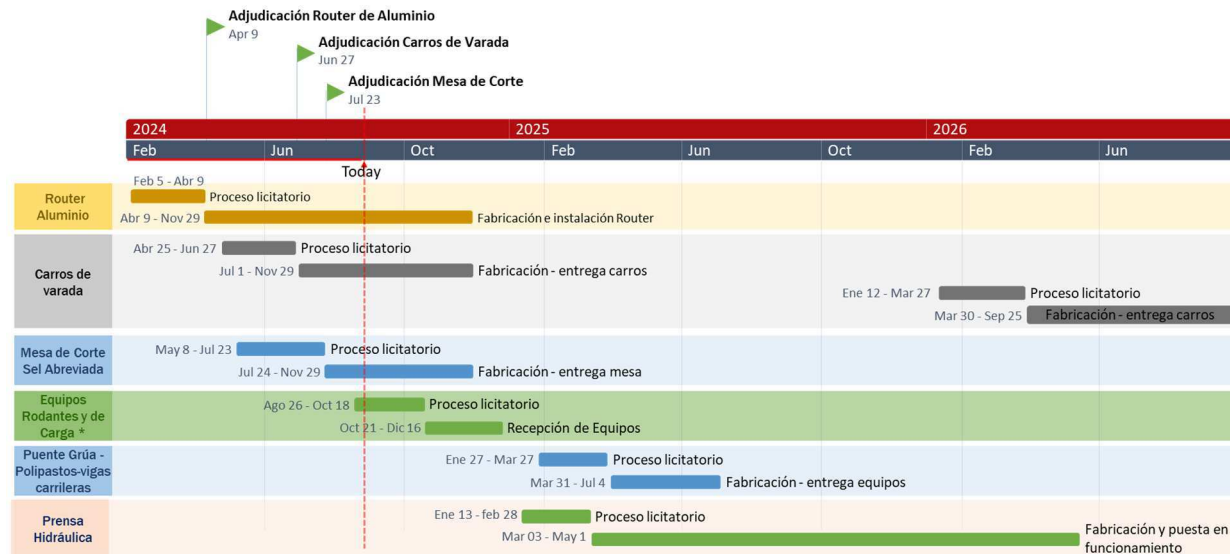 Adjudicación Router de Aluminio
Apr 9
Adjudicación Carros de Varada
Jun 27
Adjudicación Mesa de Corte
Jul 23
2024 2025 2026
Feb Jun Oct Feb Jun Oct Feb Jun
Today
Router
Aluminio
Feb 5 - Abr 9
Proceso licitatorio
Abr 9 - Nov 29
Fabricación e instalación Router
Carros de
varada
Abr 25 - Jun 27
Proceso licitatorio
Jul 1 - Nov 29
Fabricación - entrega carros
Ene 12 - Mar 27
Proceso licitatorio
Mar 30 - Sep 25
Fabricación - entrega carros
Mesa de Corte
Sel Abreviada
May 8 - Jul 23
Proceso licitatorio
Jul 24 - Nov 29
Fabricación - entrega mesa
Equipos
Rodantes y de
Carga *
Ago 26 - Oct 18
Proceso licitatorio
Oct 21 - Dic 16
Recepción de Equipos
Puente Grúa -
Polipastos-vigas
carrileras
Ene 27 - Mar 27
Proceso licitatorio
Mar 31 - Jul 4
Fabricación - entrega equipos
Prensa
Hidráulica
Ene 13 - feb 28
Proceso licitatorio
Mar 03 - May 1
Fabricación y puesta en
funcionamiento